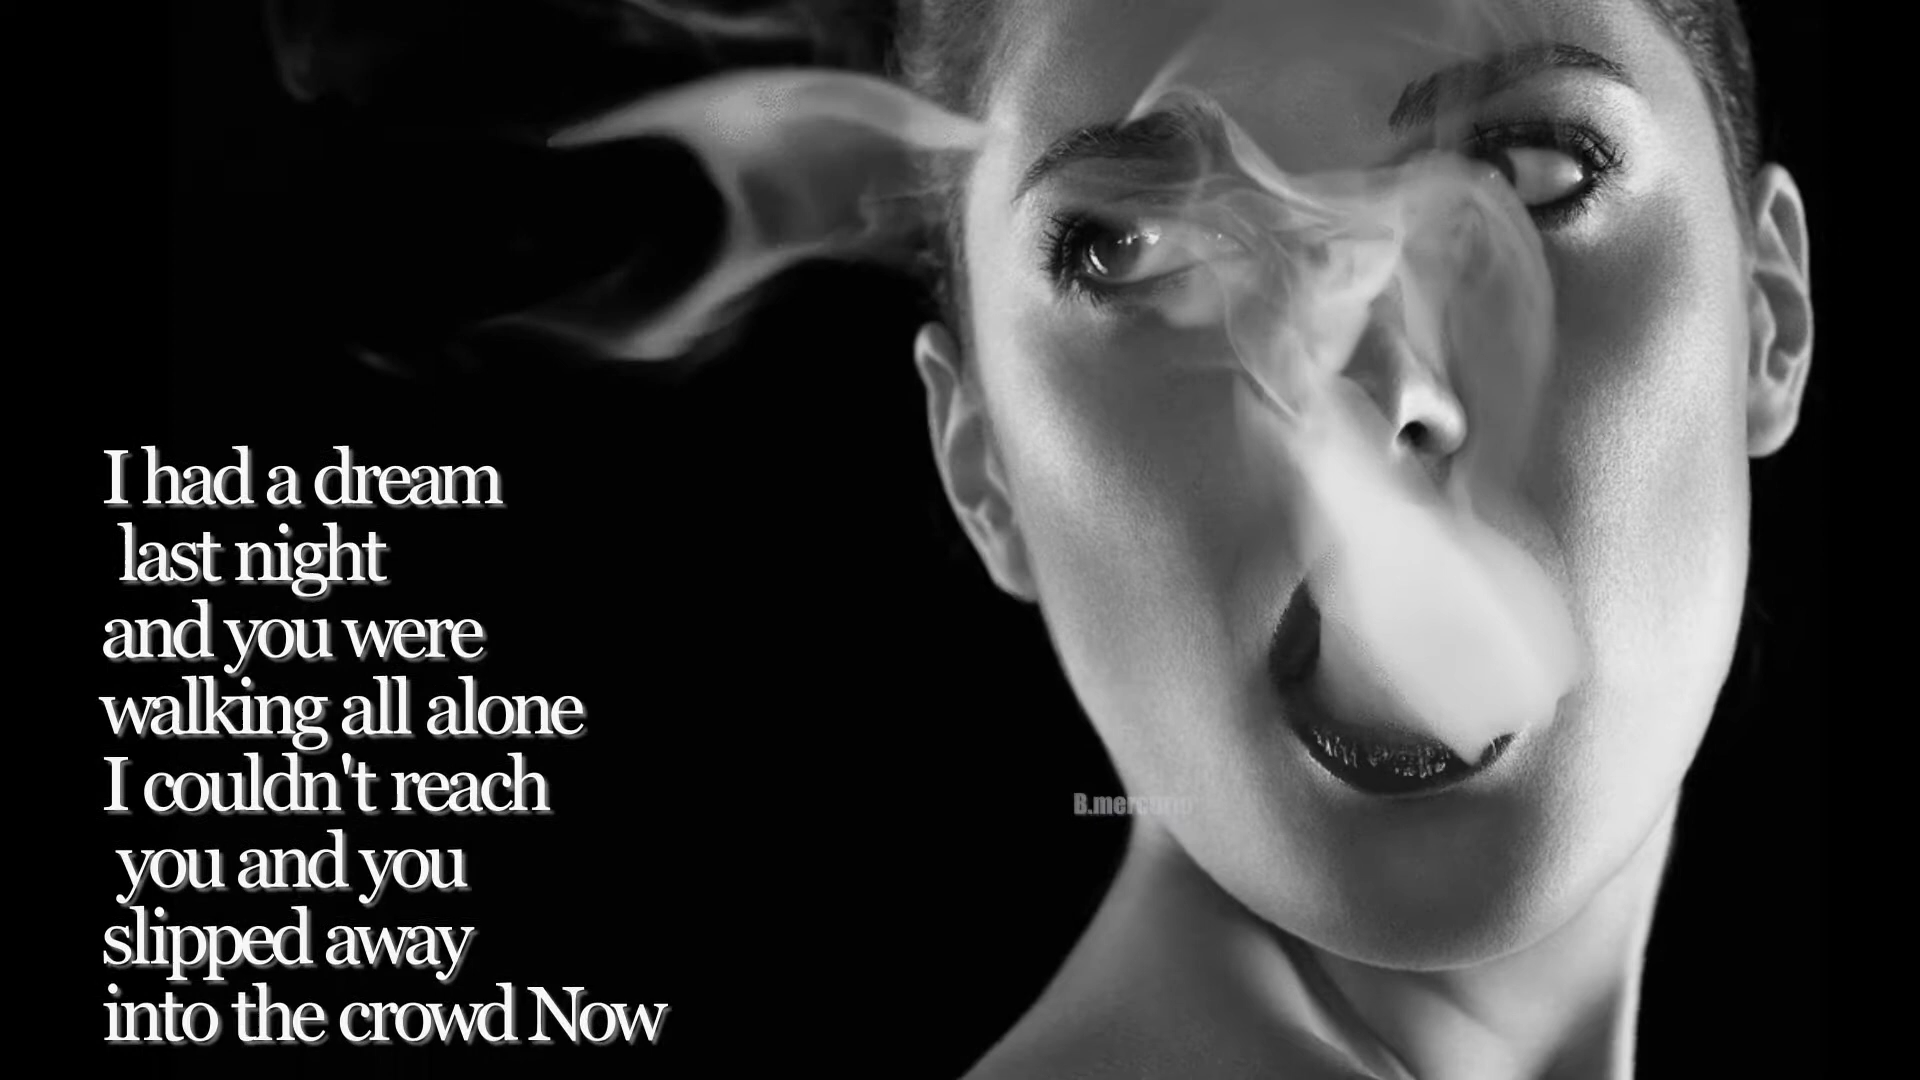 I had a dream
last night
and you were
walking all alone
I couldn't reach
you and you
slipped away
into the crowd Now